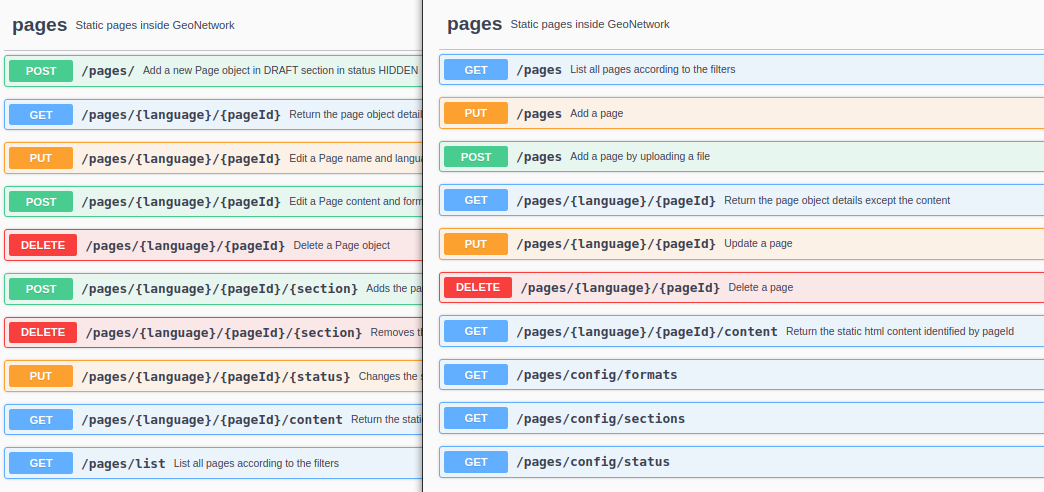 pages Static pages inside GeoNetwork
POST /pages/ Add a new Page object in DRAFT section in status HIDDEN
GET /pages/{language}/{pageId} Return the page object detail
PUT /pages/{language}/{pageId} Edit a Page name and langua
POST /pages/{language}/{pageId} Edit a Page content and form
DELETE /pages/{language}/{pageId} Delete a Page object
POST /pages/{language}/{pageId}/{section} Adds the pa
DELETE /pages/{language}/{pageId}/{section} Removes th
PUT /pages/{language}/{pageId}/{status} Changes the s
GET /pages/{language}/{pageId}/content Return the stati
GET /pages/list List all pages according to the filters
pages Static pages inside GeoNetwork
GET /pages List all pages according to the filters
PUT /pages Add a page
POST /pages Add a page by uploading a file
GET /pages/{language}/{pageId} Return the page object details except the content
PUT /pages/{language}/{pageId} Update a page
DELETE /pages/{language}/{pageId} Delete a page
GET /pages/{language}/{pageId}/content Return the static html content identified by pageId
GET /pages/config/formats
GET /pages/config/sections
GET /pages/config/status